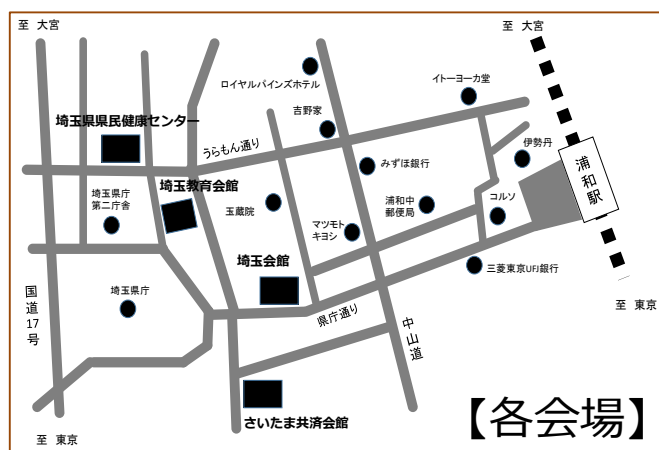 至 大宮
至 大宮
ロイヤルパインズホテル
イトーヨーカ堂
吉野家
埼玉県県民健康センター
うらもん通り
伊勢丹
みずほ銀行
浦和駅
埼玉教育会館
埼玉県庁
第二庁舎
玉蔵院
浦和中
郵便局
コルソ
マツモト
キヨシ
埼玉会館
三菱東京UFJ銀行
国道17号
埼玉県庁
県庁通り
中山道
至 東京
さいたま共済会館
【各会場】
至 東京